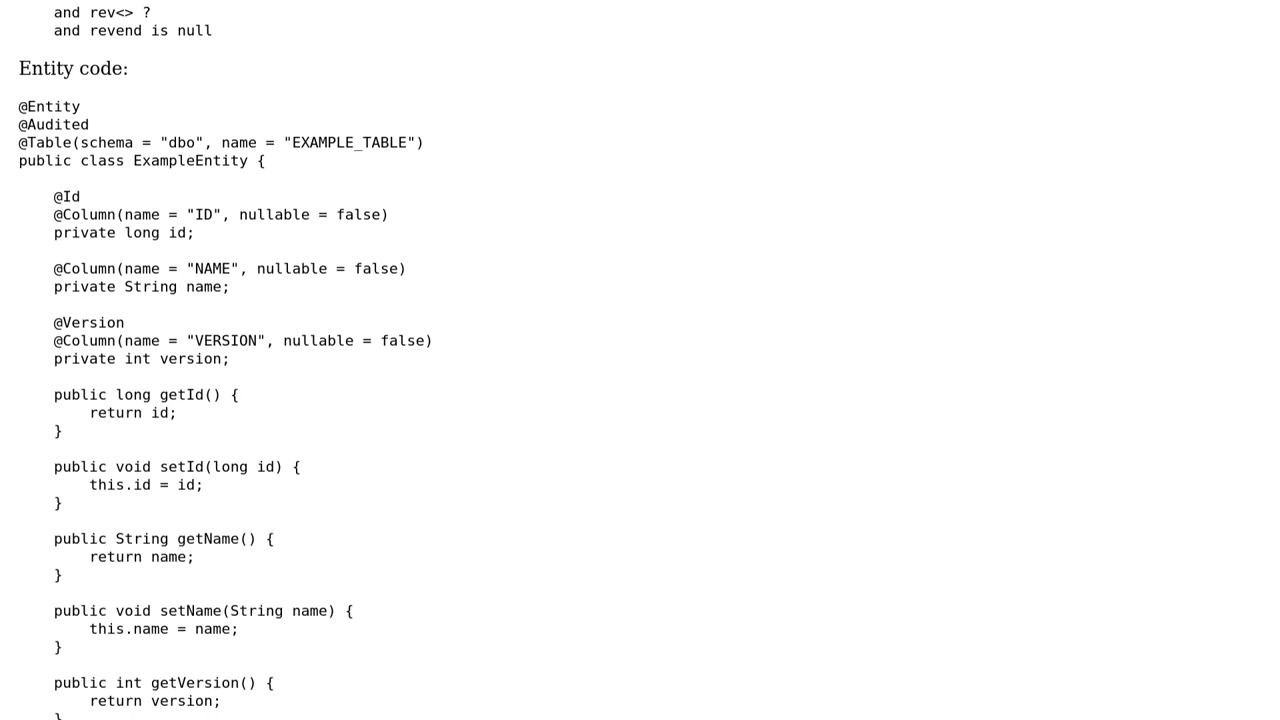 and rev<> ?
and revend is null
Entity code:
@Entity
@Audited
@Table(schema = "dbo", name = "EXAMPLE_TABLE")
public class ExampleEntity {
@Id
@Column(name = "ID", nullable = false)
private long id;
@Column(name = "NAME", nullable = false)
private String name;
@Version
@Column(name = "VERSION", nullable = false)
private int version;
public long getId() {
return id;
}
public void setId(long id) {
this.id = id;
}
public String getName() {
return name;
}
public void setName(String name) {
this.name = name;
}
public int getVersion() {
return version;
}